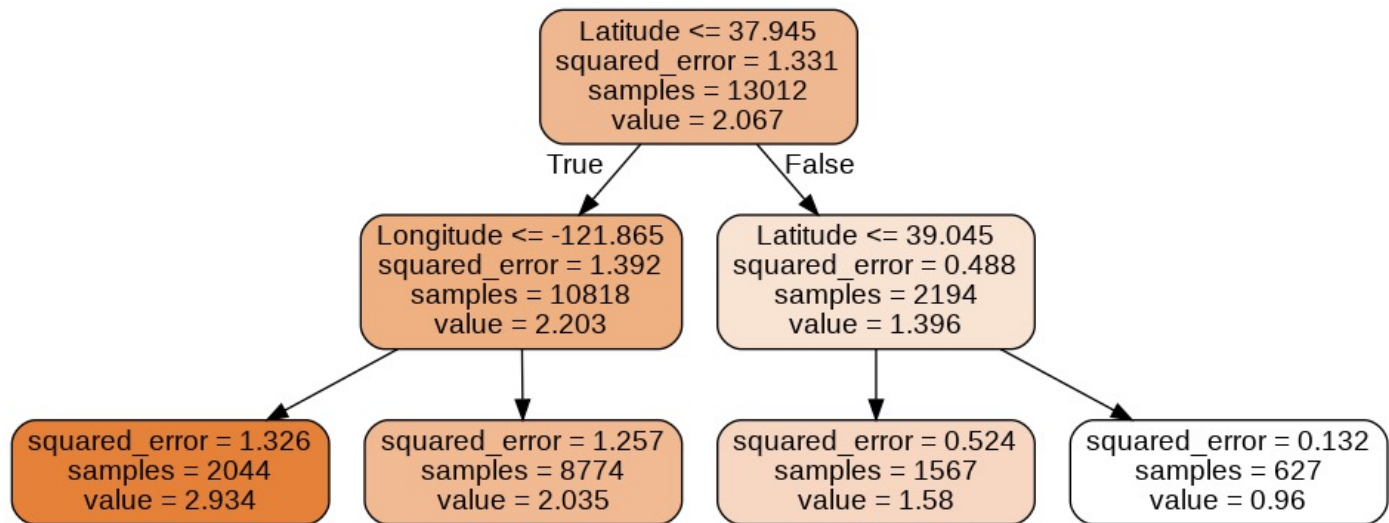 Latitude <= 37.945
squared_error = 1.331
samples = 13012
value = 2.067
True
False
Longitude <= -121.865
squared_error = 1.392
samples = 10818
value = 2.203
Latitude <= 39.045
squared_error = 0.488
samples = 2194
value = 1.396
squared_error = 1.326
samples = 2044
value = 2.934
squared_error = 1.257
samples = 8774
value = 2.035
squared_error = 0.524
samples = 1567
value = 1.58
squared_error = 0.132
samples = 627
value = 0.96